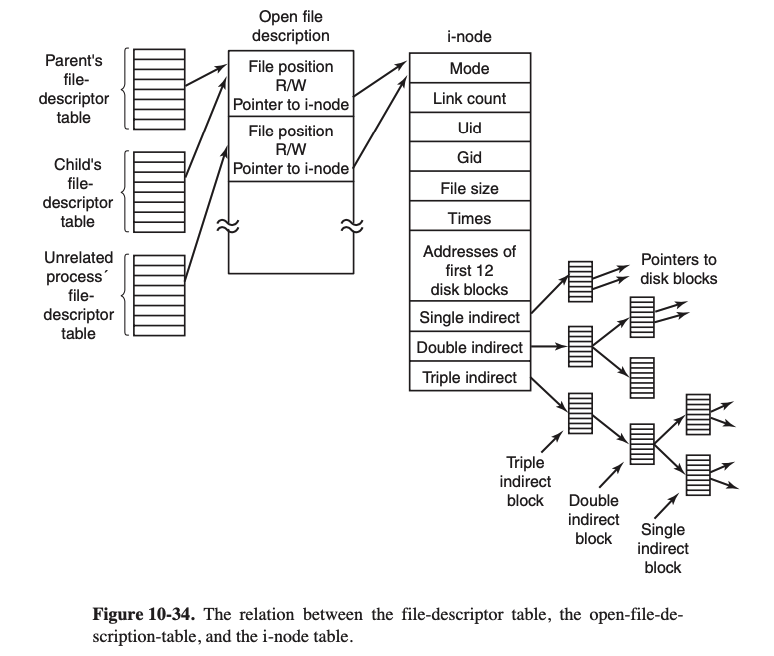 Open file
description
Parent's
file-
descriptor
table
File position
R/W
Pointer to i-node
File position
R/W
Pointer to i-node
Child's
file-
descriptor
table
Unrelated
process´
file-
descriptor
table
i-node
Mode
Link count
Uid
Gid
File size
Times
Addresses of
first 12
disk blocks
Single indirect
Double indirect
Triple indirect
Pointers to
disk blocks
Triple
indirect
block
Double
indirect
block
Single
indirect
block
Figure 10-34. The relation between the file-descriptor table, the open-file-de-
scription-table, and the i-node table.